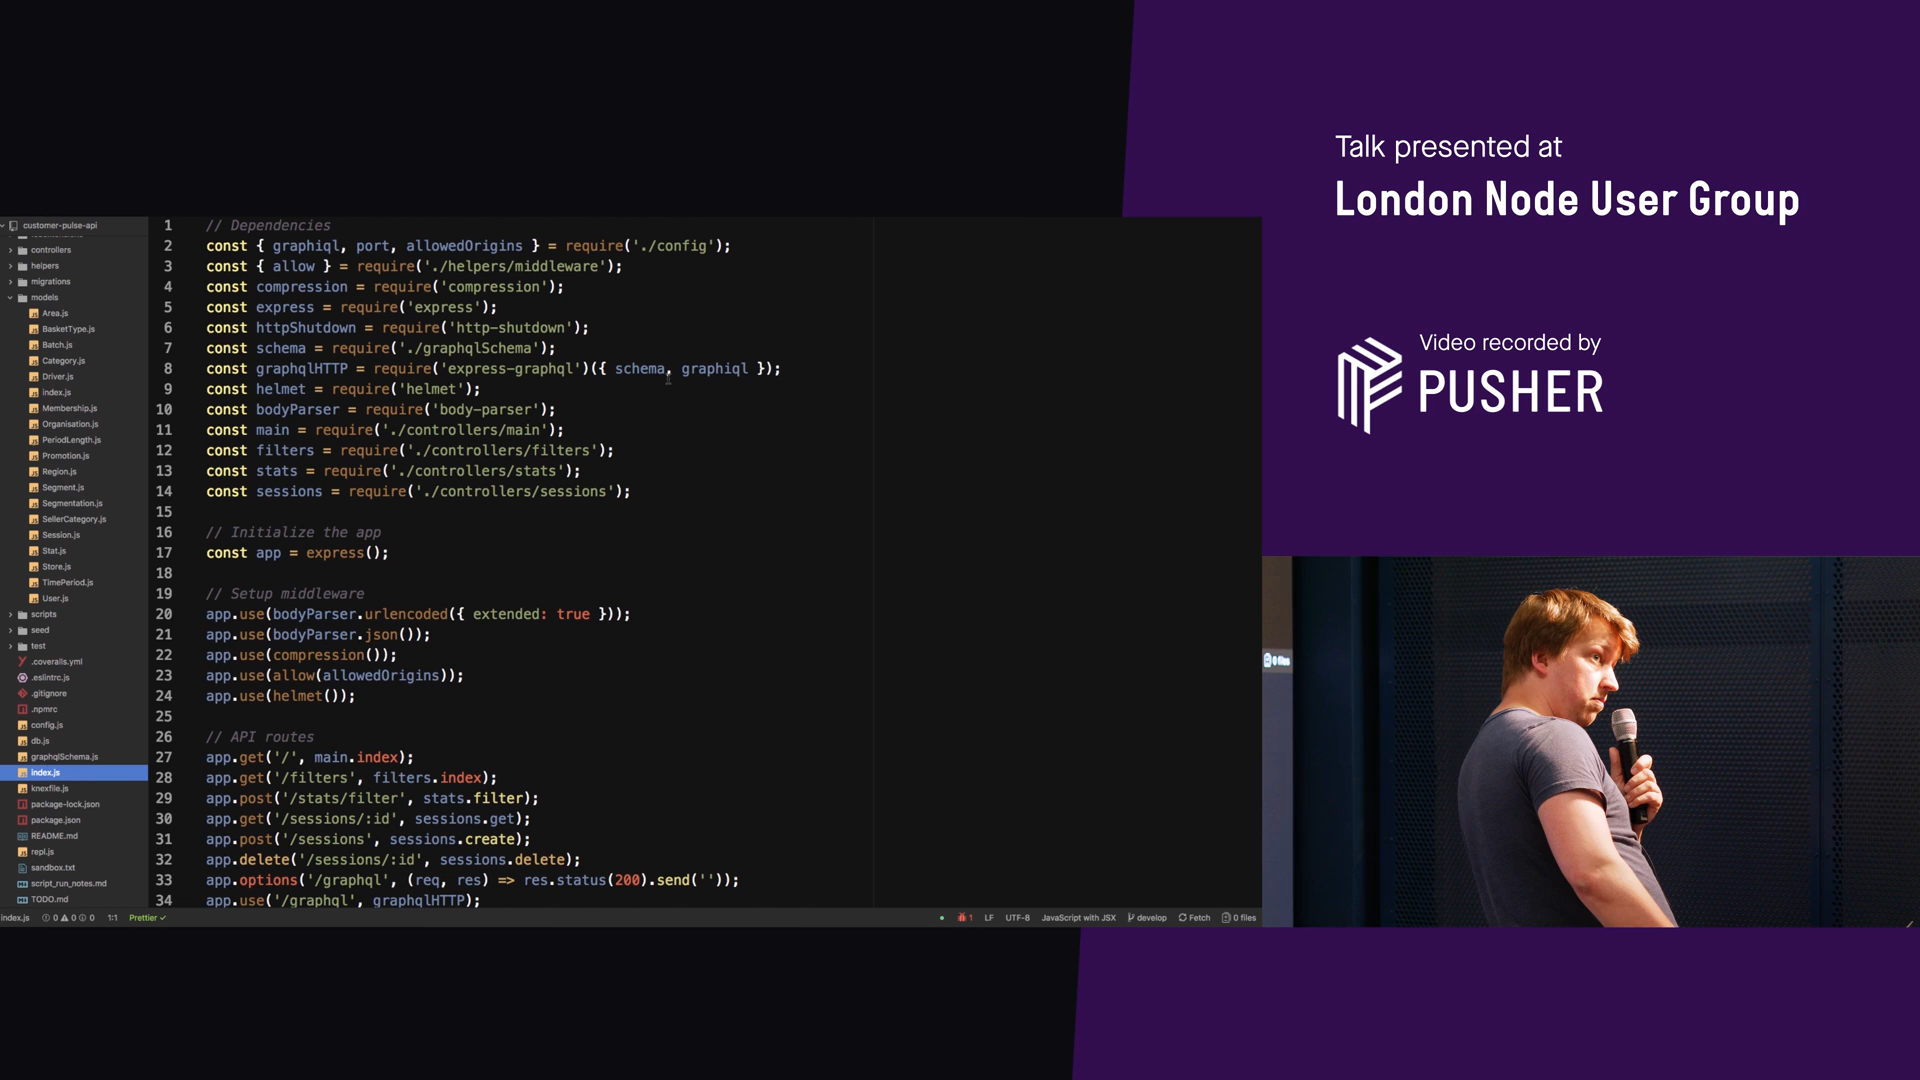 customer-pulse-api
controllers
helpers
migrations
models
Area.js
BasketType.js
Batch.js
Category.js
Driver.js
index.js
Membership.js
Organisation.js
PeriodLength.js
Promotion.js
Region.js
Segment.js
Segmentation.js
SellerCategory.js
Session.js
Stat.js
Store.js
TimePeriod.js
User.js
scripts
seed
test
.coveralls.yml
.eslintrc.js
.gitignore
.npmrc
config.js
db.js
graphqlSchema.js
index.js
knexfile.js
package-lock.json
package.json
README.md
repl.js
sandbox.txt
script_run_notes.md
TODO.md
1 // Dependencies
2 const { graphiql, port, allowedOrigins } = require('./config');
3 const { allow } = require('./helpers/middleware');
4 const compression = require('compression');
5 const express = require('express');
6 const httpShutdown = require('http-shutdown');
7 const schema = require('./graphqlSchema');
8 const graphqlHTTP = require('express-graphql')({ schema, graphiql });
9 const helmet = require('helmet');
10 const bodyParser = require('body-parser');
11 const main = require('./controllers/main');
12 const filters = require('./controllers/filters');
13 const stats = require('./controllers/stats');
14 const sessions = require('./controllers/sessions');
15
16 // Initialize the app
17 const app = express();
18
19 // Setup middleware
20 app.use(bodyParser.urlencoded({ extended: true }));
21 app.use(bodyParser.json());
22 app.use(compression());
23 app.use(allow(allowedOrigins));
24 app.use(helmet());
25
26 // API routes
27 app.get('/', main.index);
28 app.get('/filters', filters.index);
29 app.post('/stats/filter', stats.filter);
30 app.get('/sessions/:id', sessions.get);
31 app.post('/sessions', sessions.create);
32 app.delete('/sessions/:id', sessions.delete);
33 app.options('/graphql', (req, res) => res.status(200).send(''));
34 app.use('/graphql', graphqlHTTP);
index.js 0 0 0 1:1 Prettier ✓ 1 LF UTF-8 JavaScript with JSX develop Fetch 0 files
Talk presented at
London Node User Group
Video recorded by
PUSHER
0 files